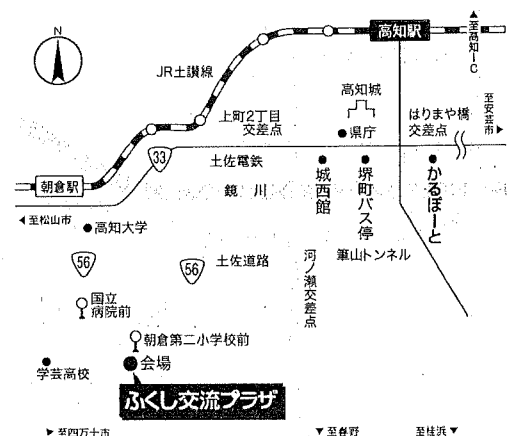 高知駅
▲至高知IC
N
JR土讃線
高知城
上町2丁目
交差点
県庁
はりまや橋
交差点
至安芸市▶
33
土佐電鉄
朝倉駅
鏡川
城西館
堺町バス停
かるぽーと
◀至松山市
高知大学
56
56
土佐道路
河ノ瀬交差点
筆山トンネル
国立
病院前
朝倉第二小学校前
学芸高校
会場
ふくし交流プラザ
▶至四万十市
▼至春野
至桂浜▼